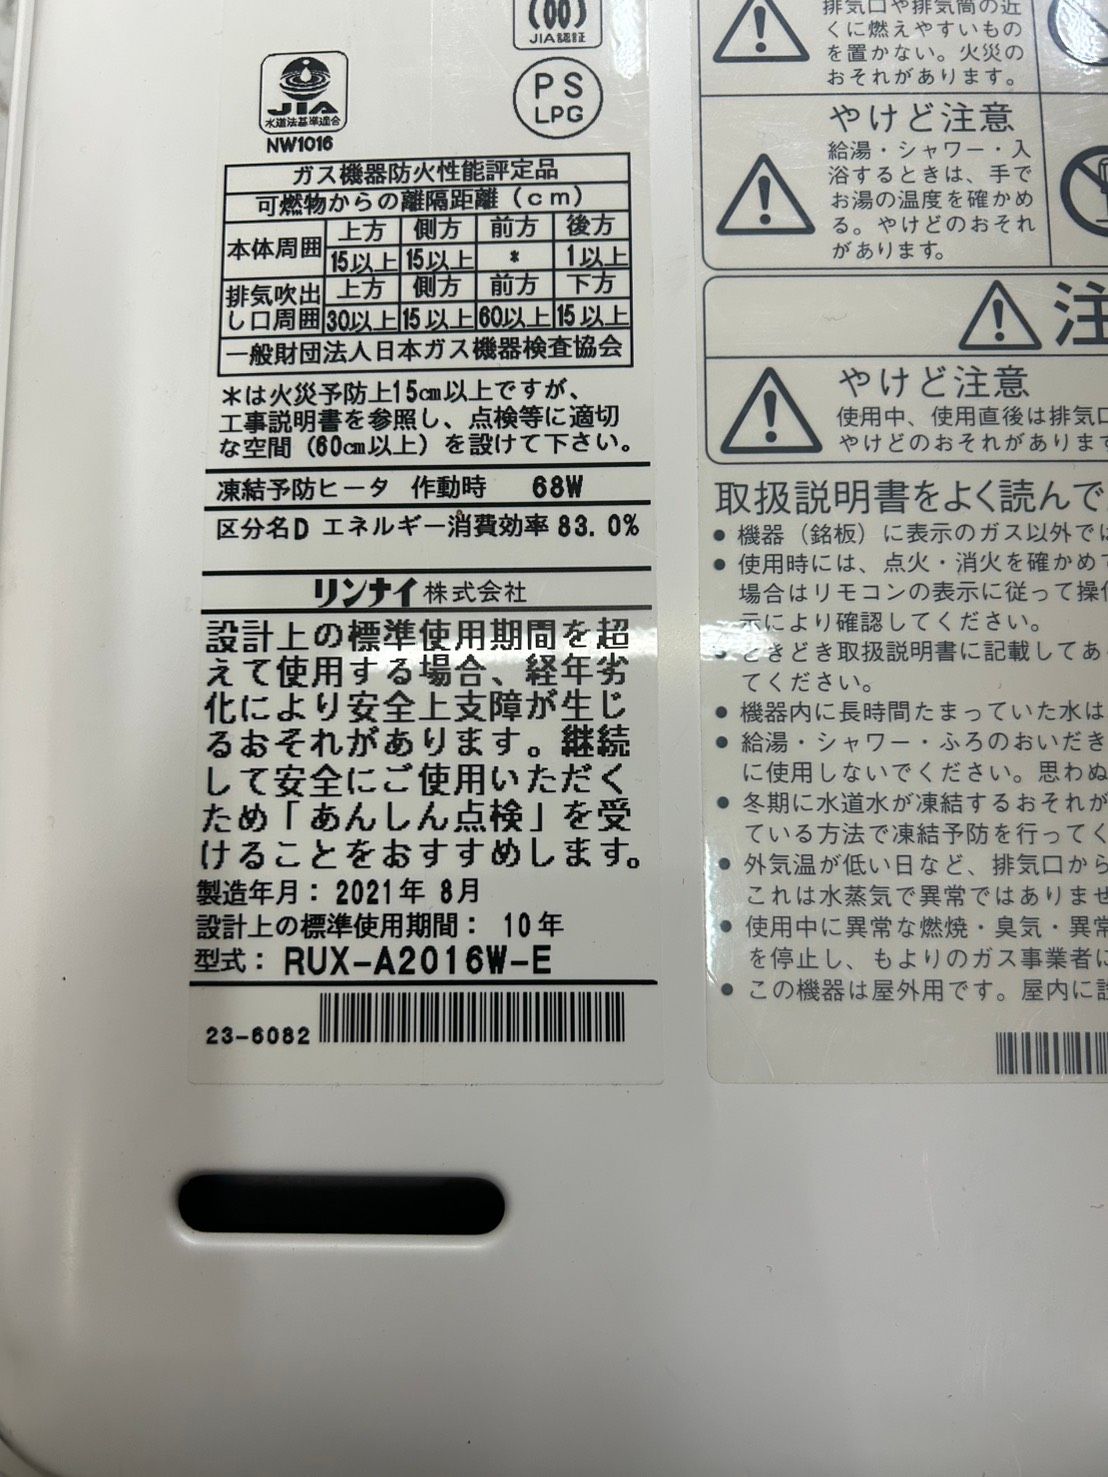 (00)
JIA認証
JIA
水道法基準適合
NW1016
PS
LPG
ガス機器防火性能評定品
可燃物からの離隔距離(cm)
本体周囲
上方 側方 前方 後方
15以上 15以上 * 1以上
排気吹出し口周囲
上方 側方 前方 下方
30以上 15以上 60以上 15以上
一般財団法人日本ガス機器検査協会
*は火災予防上15㎝以上ですが、
工事説明書を参照し、点検等に適切
な空間(60㎝以上)を設けて下さい。
凍結予防ヒータ 作動時 68W
区分名D エネルギー消費効率 83.0%
リンナイ株式会社
設計上の標準使用期間を超
えて使用する場合、経年劣
化により安全上支障が生じ
るおそれがあります。継続
して安全にご使用いただく
ため「あんしん点検」を受
けることをおすすめします。
製造年月: 2021年 8月
設計上の標準使用期間: 10年
型式: RUX-A2016W-E
23-6082
排気口や排気筒の近
くに燃えやすいもの
を置かない。火災の
おそれがあります。
やけど注意
給湯・シャワー・入
浴するときは、手で
お湯の温度を確かめ
る。やけどのおそれ
があります。
注
やけど注意
使用中、使用直後は排気口
やけどのおそれがあります
取扱説明書をよく読んで
● 機器(銘板)に表示のガス以外では
● 使用時には、点火・消火を確かめて
場合はリモコンの表示に従って操作
示により確認してください。
● ときどき取扱説明書に記載してあ
てください。
● 機器内に長時間たまっていた水は
● 給湯・シャワー・ふろのおいだき
に使用しないでください。思わぬ
● 冬期に水道水が凍結するおそれが
ている方法で凍結予防を行ってく
● 外気温が低い日など、排気口から
これは水蒸気で異常ではありませ
● 使用中に異常な燃焼・臭気・異常
を停止し、もよりのガス事業者に
● この機器は屋外用です。屋内に設